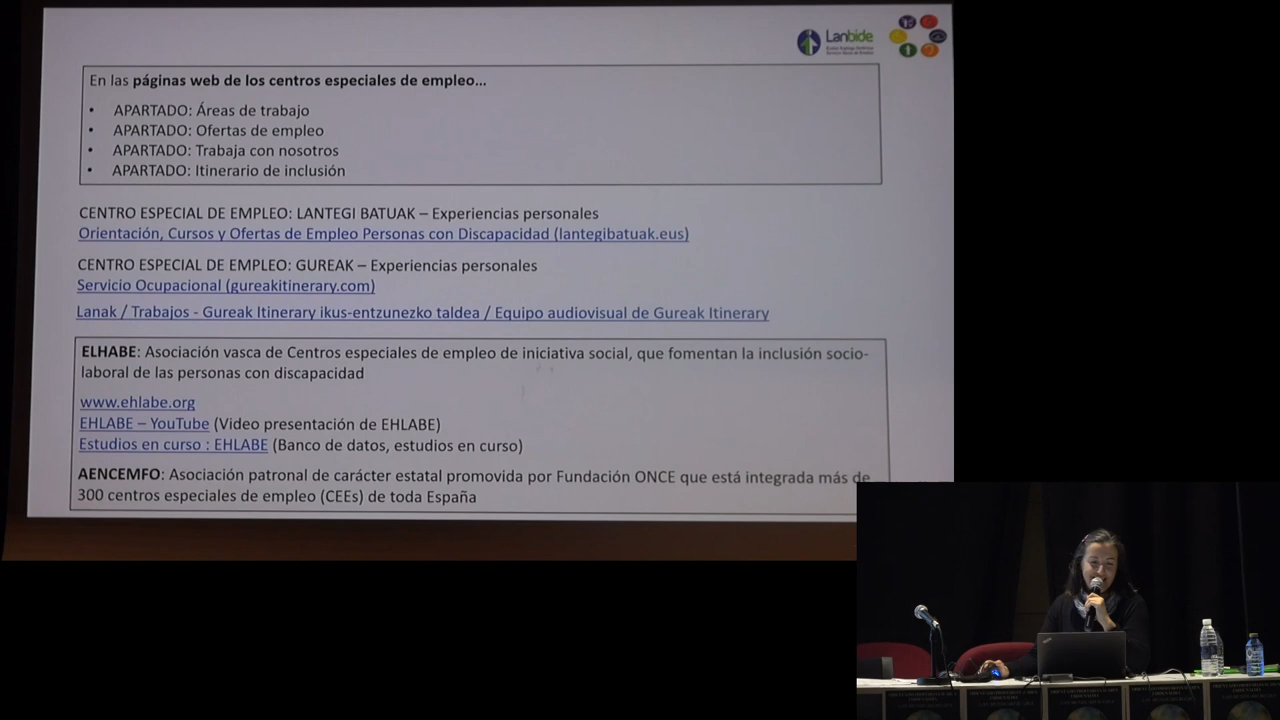 Lanbide
En las páginas web de los centros especiales de empleo...
• APARTADO: Áreas de trabajo
• APARTADO: Ofertas de empleo
• APARTADO: Trabaja con nosotros
• APARTADO: Itinerario de inclusión
CENTRO ESPECIAL DE EMPLEO: LANTEGI BATUAK – Experiencias personales
Orientación, Cursos y Ofertas de Empleo Personas con Discapacidad (lantegibatuak.eus)
CENTRO ESPECIAL DE EMPLEO: GUREAK – Experiencias personales
Servicio Ocupacional (gureakitinerary.com)
Lanak / Trabajos - Gureak Itinerary ikus-entzunezko taldea / Equipo audiovisual de Gureak Itinerary
ELHABE: Asociación vasca de Centros especiales de empleo de iniciativa social, que fomentan la inclusión socio-
laboral de las personas con discapacidad
www.ehlabe.org
EHLABE – YouTube (Video presentación de EHLABE)
Estudios en curso : EHLABE (Banco de datos, estudios en curso)
AENCEMFO: Asociación patronal de carácter estatal promovida por Fundación ONCE que está integrada más de
300 centros especiales de empleo (CEEs) de toda España